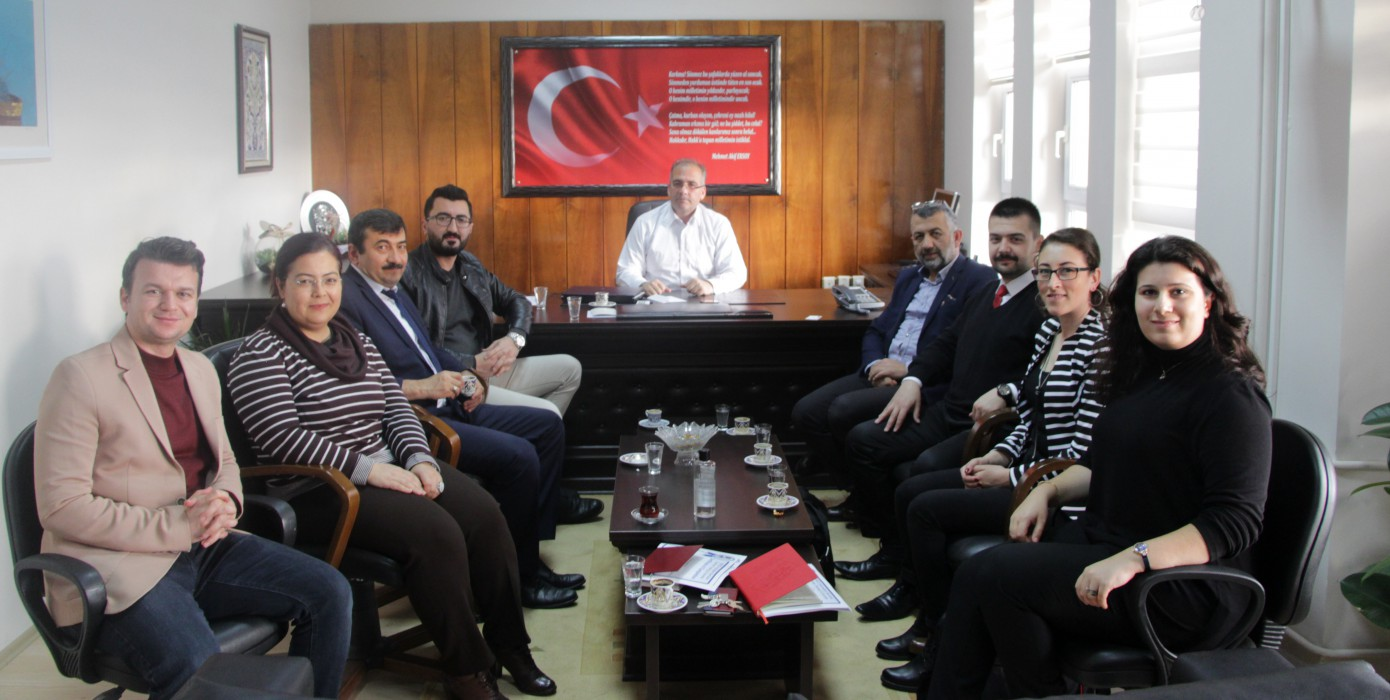 Korkma! Sönmez bu şafaklarda yüzen al sancak,
Sönmeden yurdumun üstünde tüten en son ocak.
O benim milletimin yıldızıdır, parlayacak;
O benimdir, o benim milletimindir ancak.
Çatma, kurban olayım, çehreni ey nazlı hilal!
Kahraman ırkıma bir gül; ne bu şiddet, bu celal?
Sana olmaz dökülen kanlarımız sonra helal...
Hakkıdır, Hakk'a tapan milletimin istiklal.
Mehmet Akif ERSOY